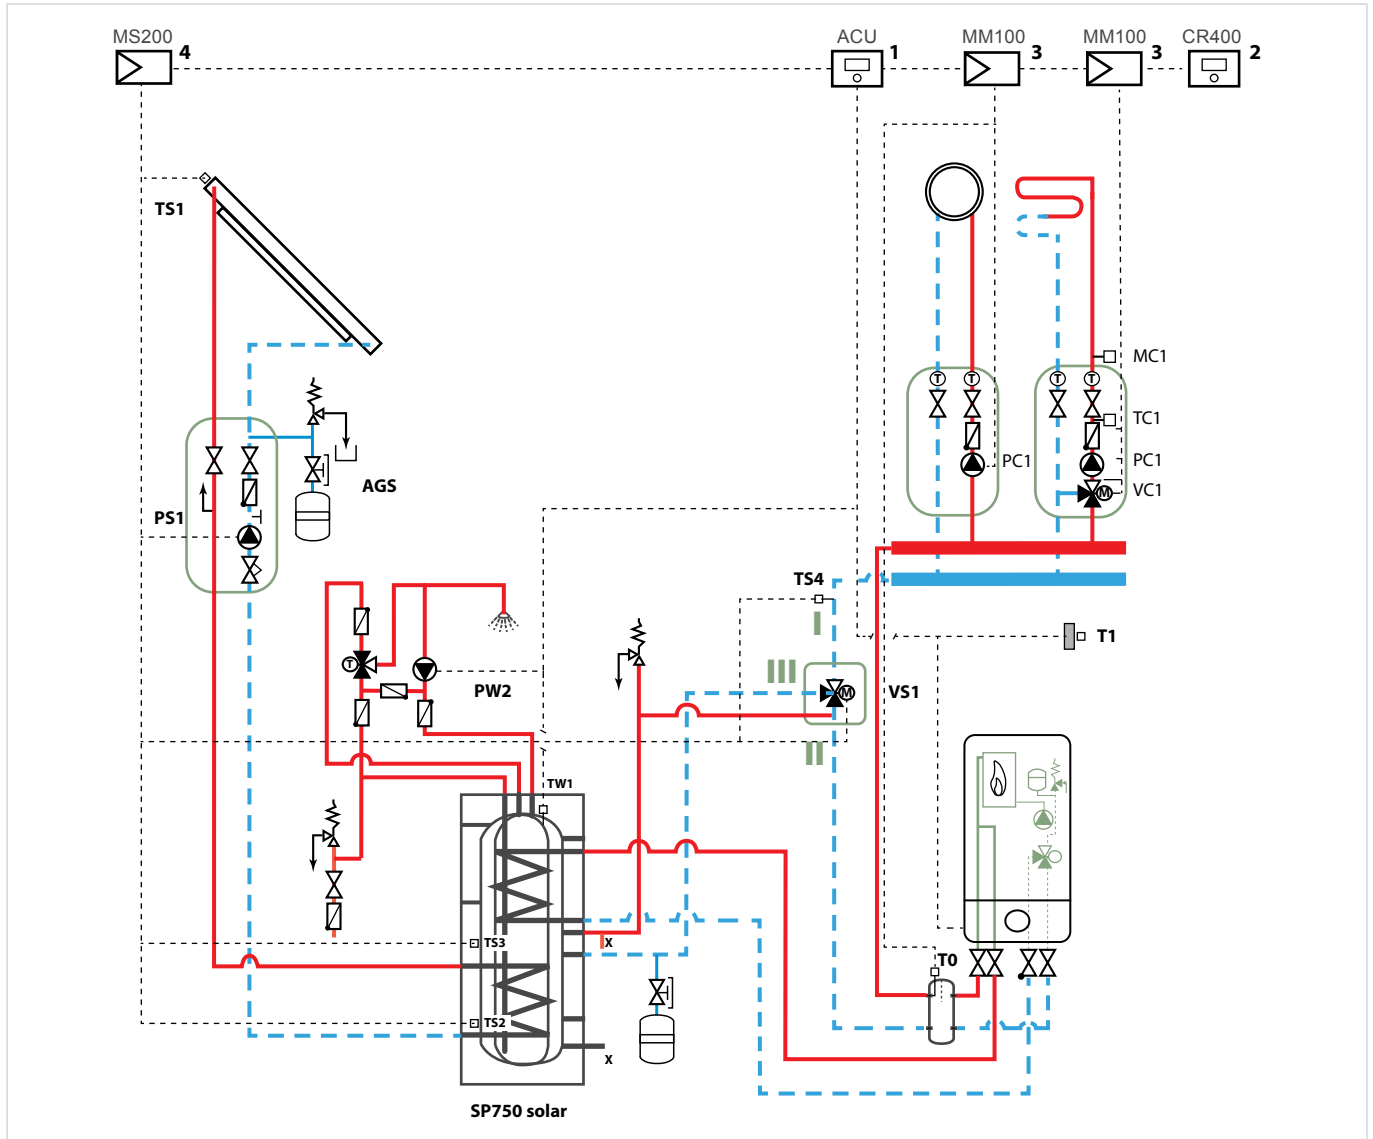 MS200 4
ACU 1
MM100 3
MM100 3
CR400 2
TS1
MC1
T T T T
TC1
PC1
PC1
VC1
M
AGS
PS1
TS4
I
T1
T
PW2
III
M
VS1
II
TW1
TS3
x
T0
TS2
x
SP750 solar